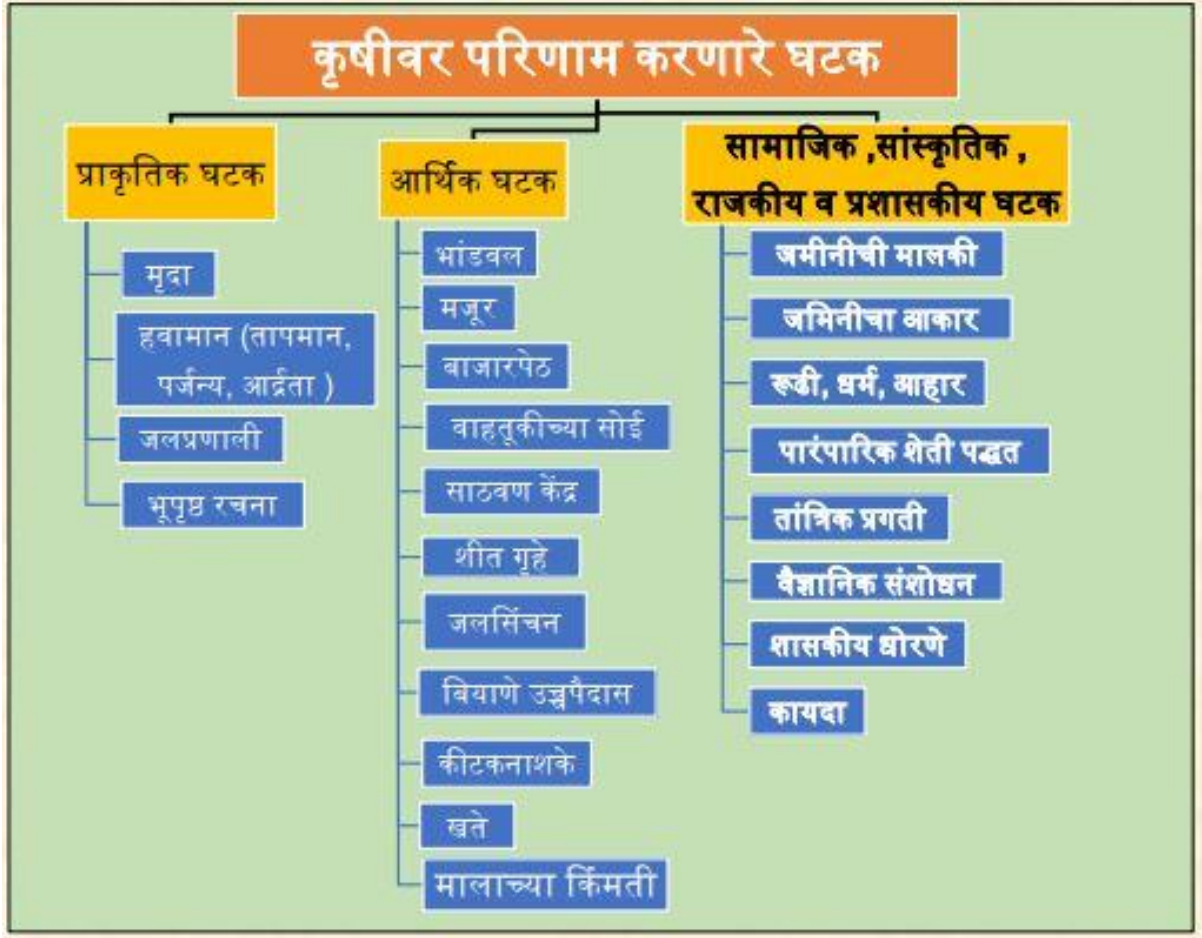 कृषीवर परिणाम करणारे घटक
प्राकृतिक घटक
मृदा
हवामान (तापमान,
पर्जन्य, आर्द्रता )
जलप्रणाली
भूपृष्ठ रचना
आर्थिक घटक
भांडवल
मजूर
बाजारपेठ
वाहतूकीच्या सोई
साठवण केंद्र
शीत गृहे
जलसिंचन
बियाणे उच्चपैदास
कीटकनाशके
खते
मालाच्या किंमती
सामाजिक ,सांस्कृतिक ,
राजकीय व प्रशासकीय घटक
जमीनीची मालकी
जमिनीचा आकार
रूढी, धर्म, आहार
पारंपारिक शेती पद्धत
तांत्रिक प्रगती
वैज्ञानिक संशोधन
शासकीय धोरणे
कायदा